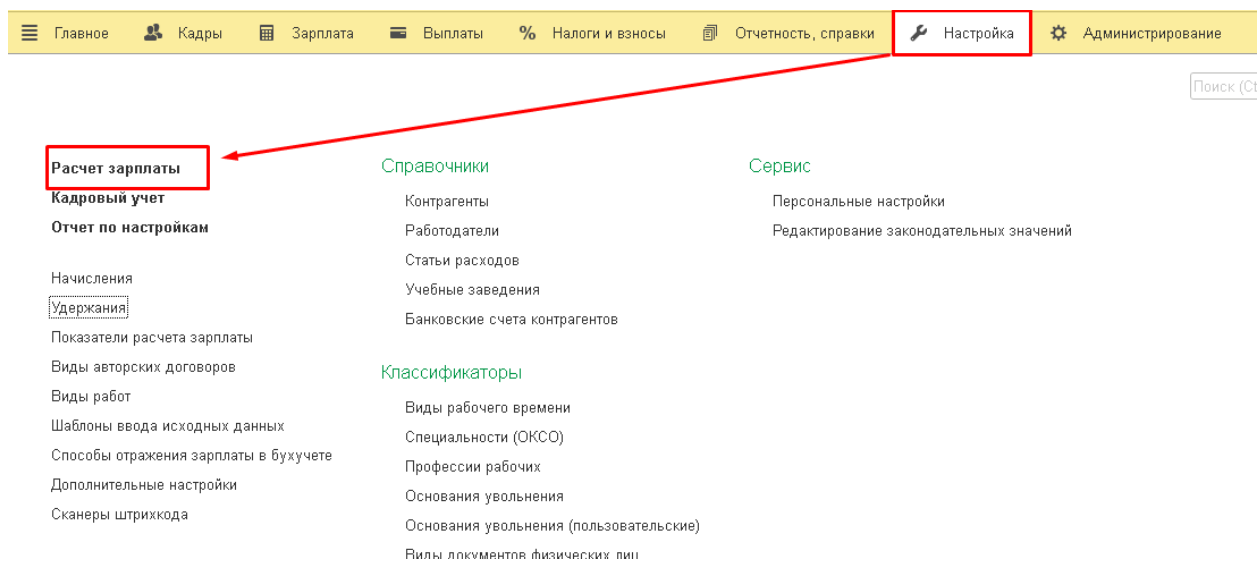 Главное Кадры Зарплата Выплаты % Налоги и взносы Отчетность, справки Настройка Администрирование
Поиск (Ct
Расчет зарплаты
Кадровый учет
Отчет по настройкам
Начисления
Удержания
Показатели расчета зарплаты
Виды авторских договоров
Виды работ
Шаблоны ввода исходных данных
Способы отражения зарплаты в бухучете
Дополнительные настройки
Сканеры штрихкода
Справочники
Контрагенты
Работодатели
Статьи расходов
Учебные заведения
Банковские счета контрагентов
Классификаторы
Виды рабочего времени
Специальности (ОКСО)
Профессии рабочих
Основания увольнения
Основания увольнения (пользовательские)
Виды документов физических лиц
Сервис
Персональные настройки
Редактирование законодательных значений